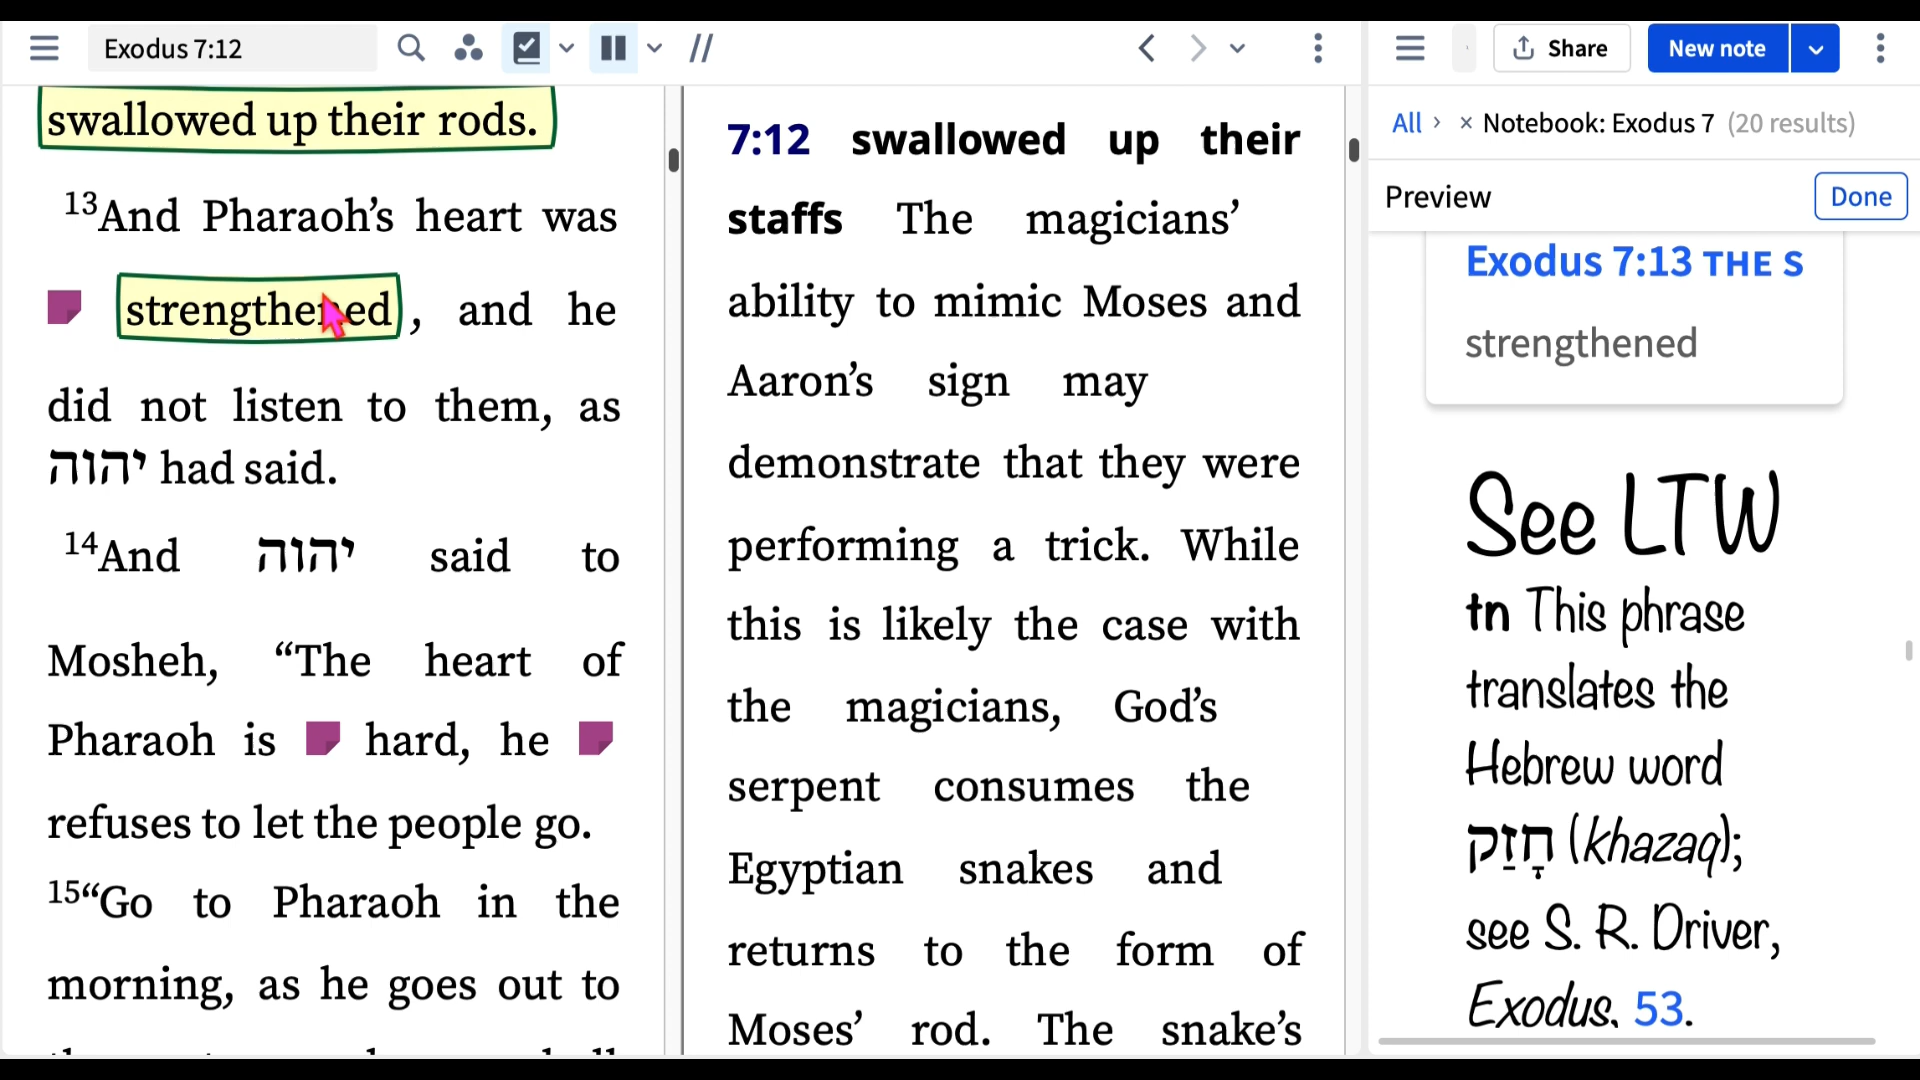 Exodus 7:12
swallowed up their rods.
13And Pharaoh’s heart was
strengthened, and he
did not listen to them, as
יהוה had said.
14And יהוה said to
Mosheh, “The heart of
Pharaoh is hard, he
refuses to let the people go.
15“Go to Pharaoh in the
morning, as he goes out to
7:12 swallowed up their
staffs The magicians’
ability to mimic Moses and
Aaron’s sign may
demonstrate that they were
performing a trick. While
this is likely the case with
the magicians, God’s
serpent consumes the
Egyptian snakes and
returns to the form of
Moses’ rod. The snake’s
Share
New note
All › × Notebook: Exodus 7 (20 results)
Preview
Done
Exodus 7:13 THE S
strengthened
See LTW
tn This phrase
translates the
Hebrew word
חָזַק (khazaq);
see S. R. Driver,
Exodus, 53.